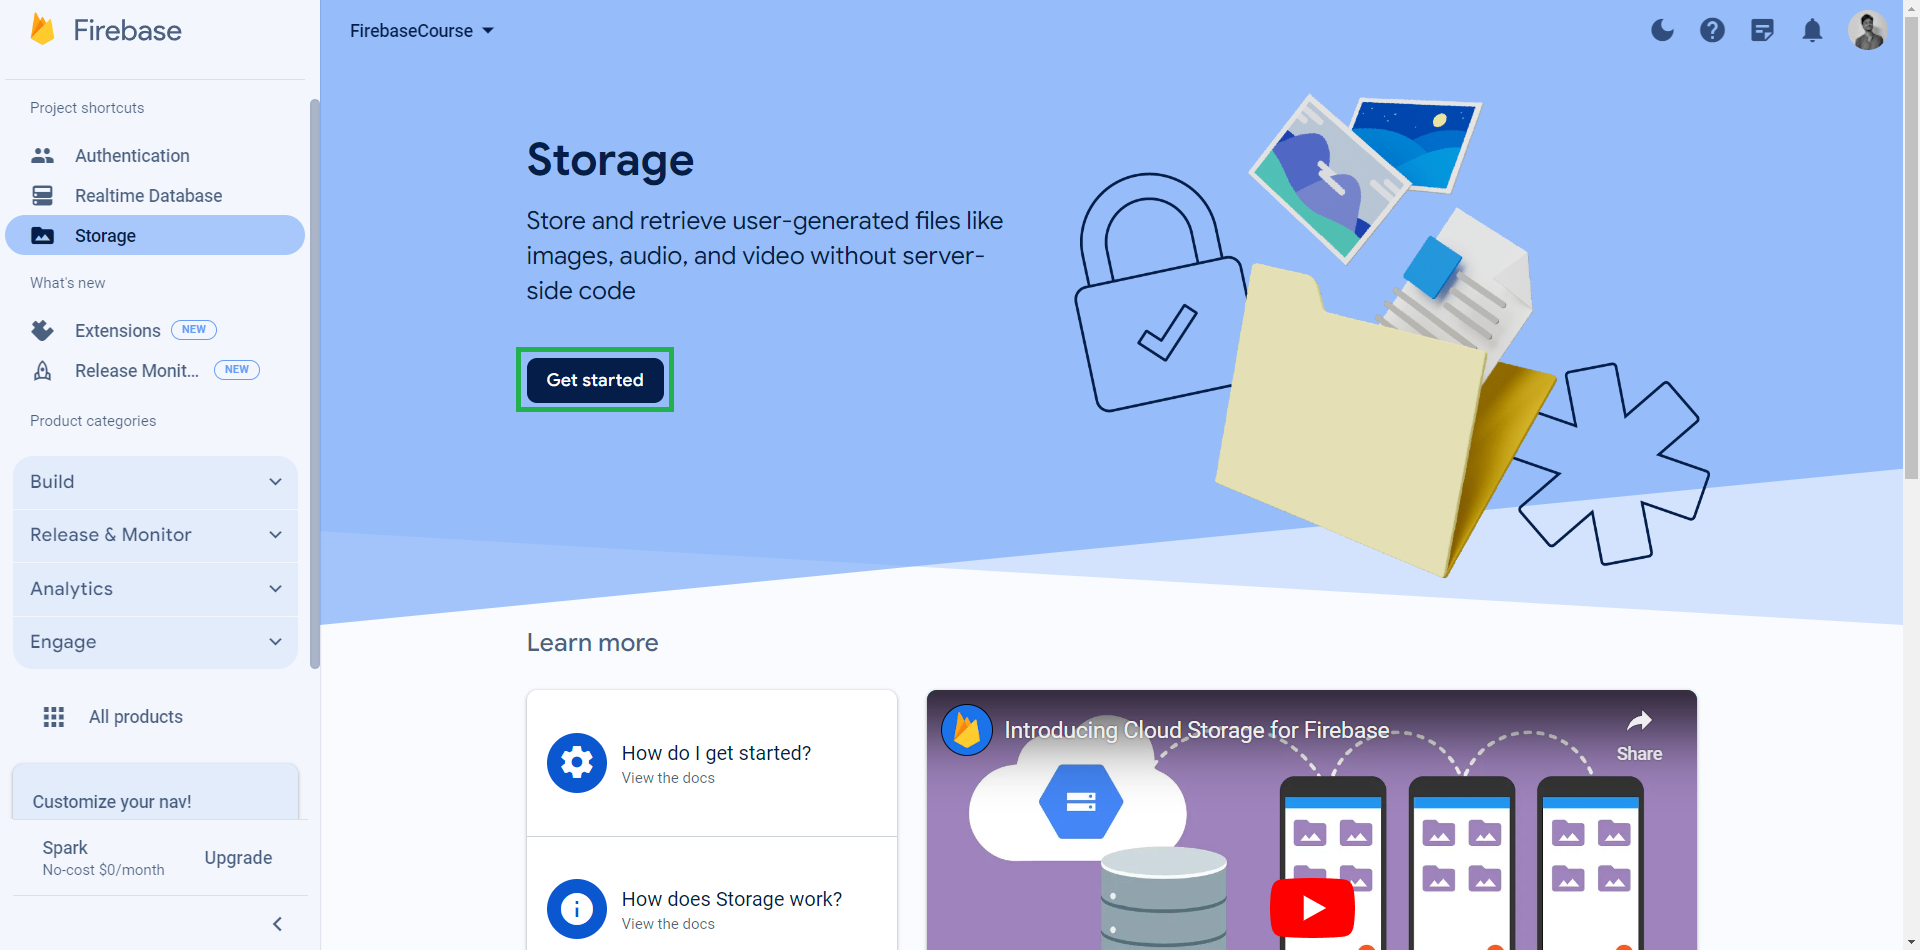 Firebase
FirebaseCourse
Project shortcuts
Authentication
Realtime Database
Storage
What's new
Extensions NEW
Release Monit... NEW
Product categories
Build
Release & Monitor
Analytics
Engage
All products
Customize your nav!
Spark
No-cost $0/month
Upgrade
Storage
Store and retrieve user-generated files like
images, audio, and video without server-
side code
Get started
Learn more
How do I get started?
View the docs
How does Storage work?
View the docs
Introducing Cloud Storage for Firebase
Share